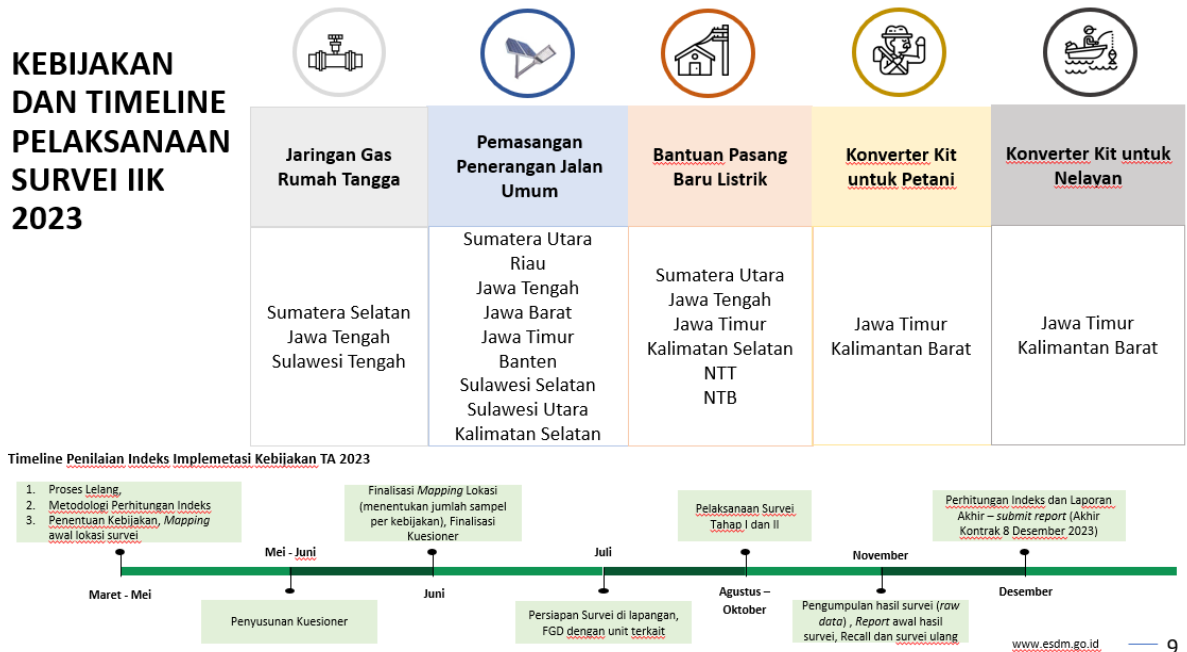 KEBIJAKAN
DAN TIMELINE
PELAKSANAAN
SURVEI IIK
2023
Jaringan Gas
Rumah Tangga
Pemasangan
Penerangan Jalan
Umum
Bantuan Pasang
Baru Listrik
Konverter Kit
untuk Petani
Konverter Kit untuk
Nelayan
Sumatera Selatan
Jawa Tengah
Sulawesi Tengah
Sumatera Utara
Riau
Jawa Tengah
Jawa Barat
Jawa Timur
Banten
Sulawesi Selatan
Sulawesi Utara
Kalimatan Selatan
Sumatera Utara
Jawa Tengah
Jawa Timur
Kalimatan Selatan
NTT
NTB
Jawa Timur
Kalimantan Barat
Jawa Timur
Kalimantan Barat
Timeline Penilaian Indeks Implemetasi Kebijakan TA 2023
1. Proses Lelang,
2. Metodologi Perhitungan Indeks
3. Penentuan Kebijakan, Mapping
awal lokasi survei
Maret - Mei
Mei - Juni
Penyusunan Kuesioner
Finalisasi Mapping Lokasi
(menentukan jumlah sampel
per kebijakan), Finalisasi
Kuesioner
Juni
Juli
Persiapan Survei di lapangan,
FGD dengan unit terkait
Pelaksanaan Survei
Tahap I dan II
Agustus –
Oktober
November
Pengumpulan hasil survei (raw
data) , Report awal hasil
survei, Recall dan survei ulang
Perhitungan Indeks dan Laporan
Akhir – submit report (Akhir
Kontrak 8 Desember 2023)
Desember
www.esdm.go.id
9